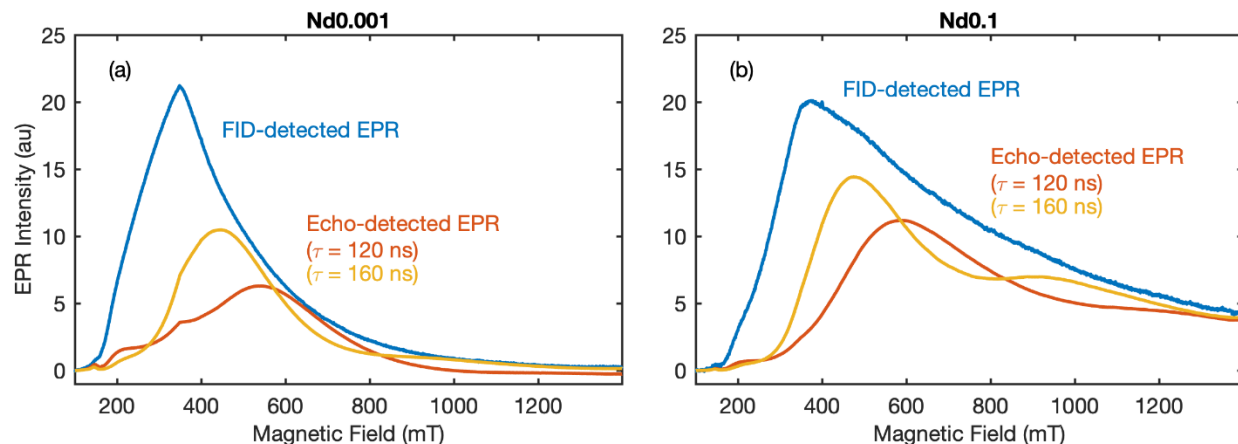 Nd0.001
25
20
15
10
5
0
EPR Intensity (au)
(a)
FID-detected EPR
Echo-detected EPR
(τ = 120 ns)
(τ = 160 ns)
200
400
600
800
1000
1200
Magnetic Field (mT)
Nd0.1
25
20
15
10
5
0
(b)
FID-detected EPR
Echo-detected EPR
(τ = 120 ns)
(τ = 160 ns)
200
400
600
800
1000
1200
Magnetic Field (mT)